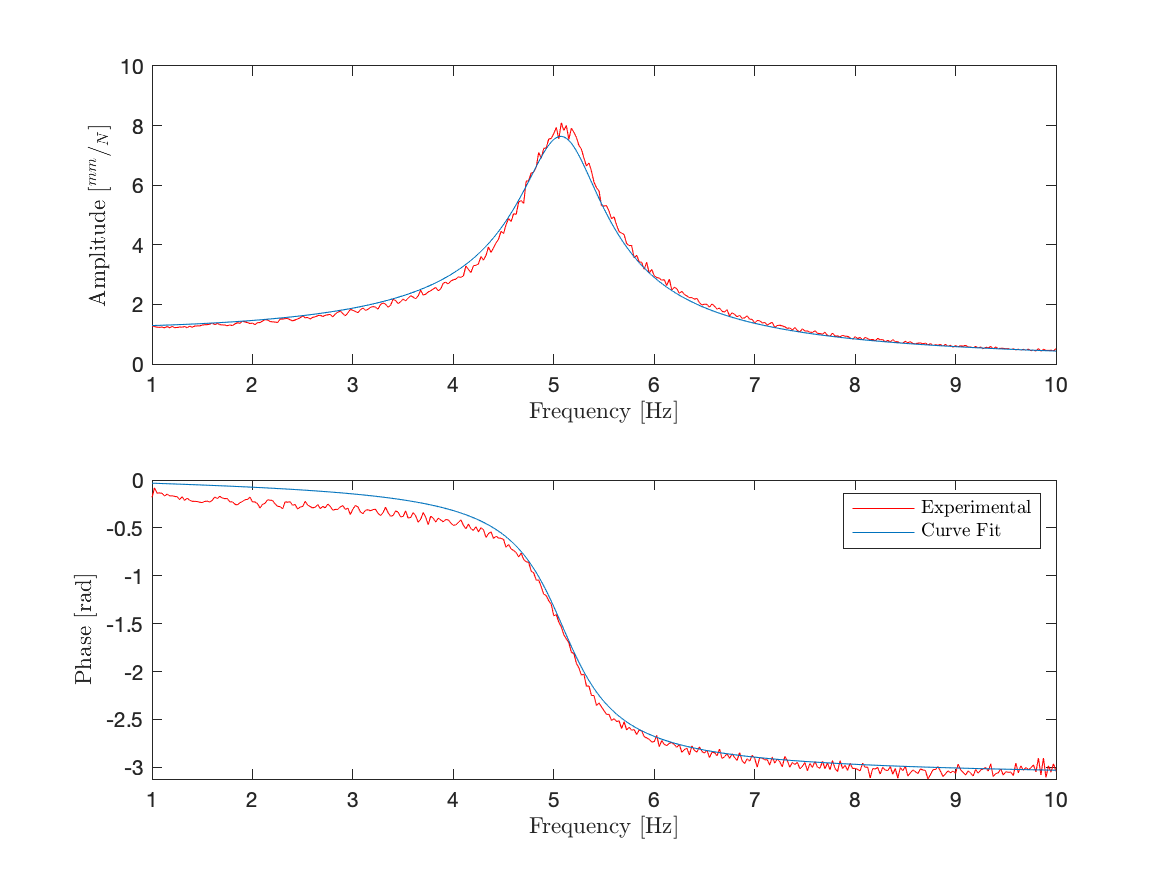 10
8
6
4
2
0
Amplitude [mm/N]
1 2 3 4 5 6 7 8 9 10
Frequency [Hz]
0
-0.5
-1
-1.5
-2
-2.5
-3
Phase [rad]
Experimental
Curve Fit
1 2 3 4 5 6 7 8 9 10
Frequency [Hz]